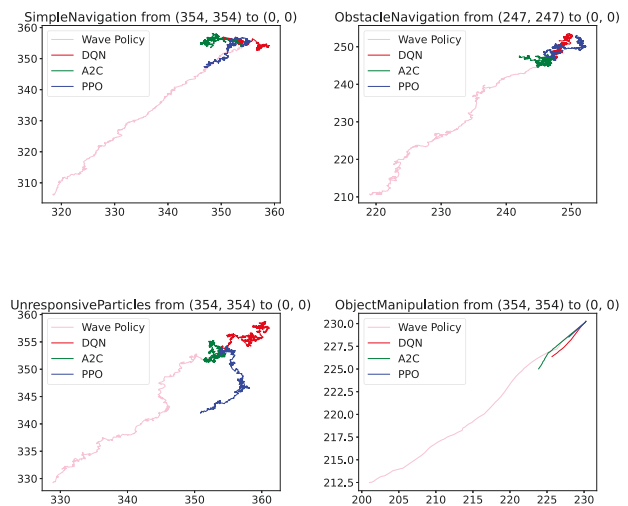 SimpleNavigation from (354, 354) to (0, 0)
360
350
340
330
320
310
320
330
340
350
360
Wave Policy
DQN
A2C
PPO
ObstacleNavigation from (247, 247) to (0, 0)
250
240
230
220
210
220
230
240
250
Wave Policy
DQN
A2C
PPO
UnresponsiveParticles from (354, 354) to (0, 0)
360
355
350
345
340
335
330
330
340
350
360
Wave Policy
DQN
A2C
PPO
ObjectManipulation from (354, 354) to (0, 0)
230.0
227.5
225.0
222.5
220.0
217.5
215.0
212.5
200
205
210
215
220
225
230
Wave Policy
DQN
A2C
PPO